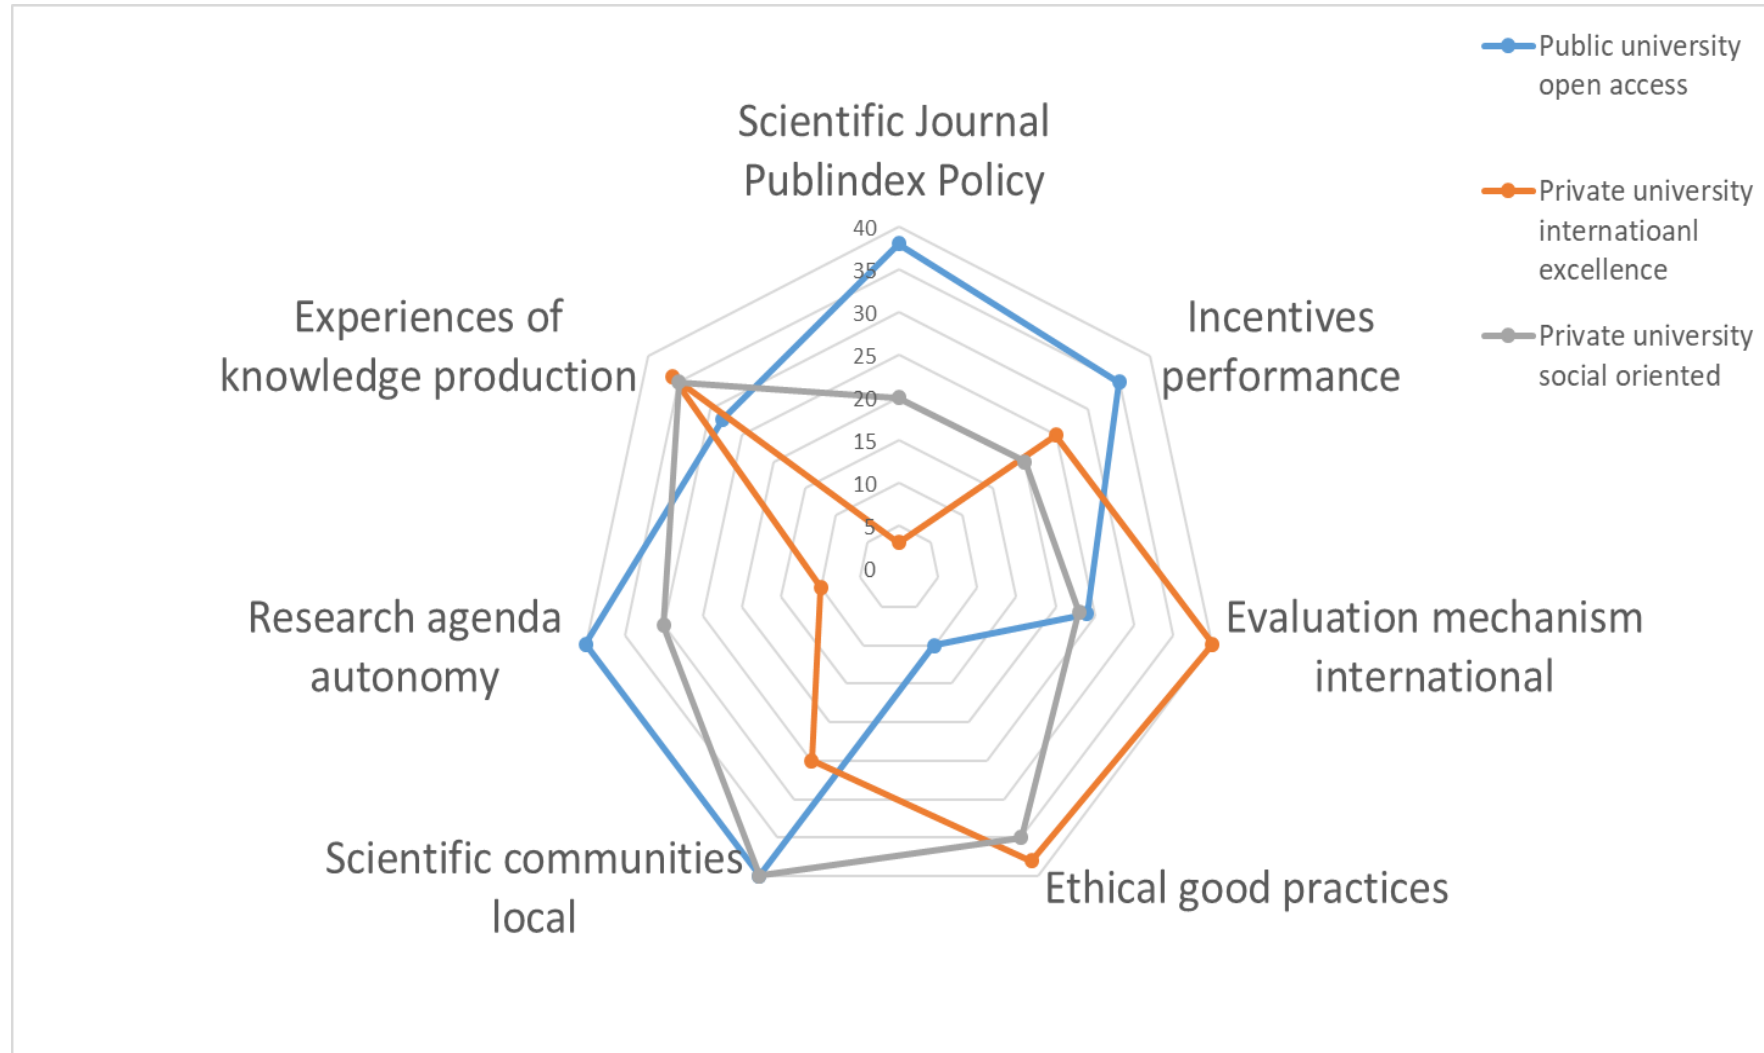 Public university
open access
Private university
internatioanl
excellence
Private university
social oriented
Scientific Journal
Publindex Policy
Incentives
performance
Evaluation mechanism
international
Ethical good practices
Scientific communities
local
Research agenda
autonomy
Experiences of
knowledge production
40
35
30
25
20
15
10
5
0